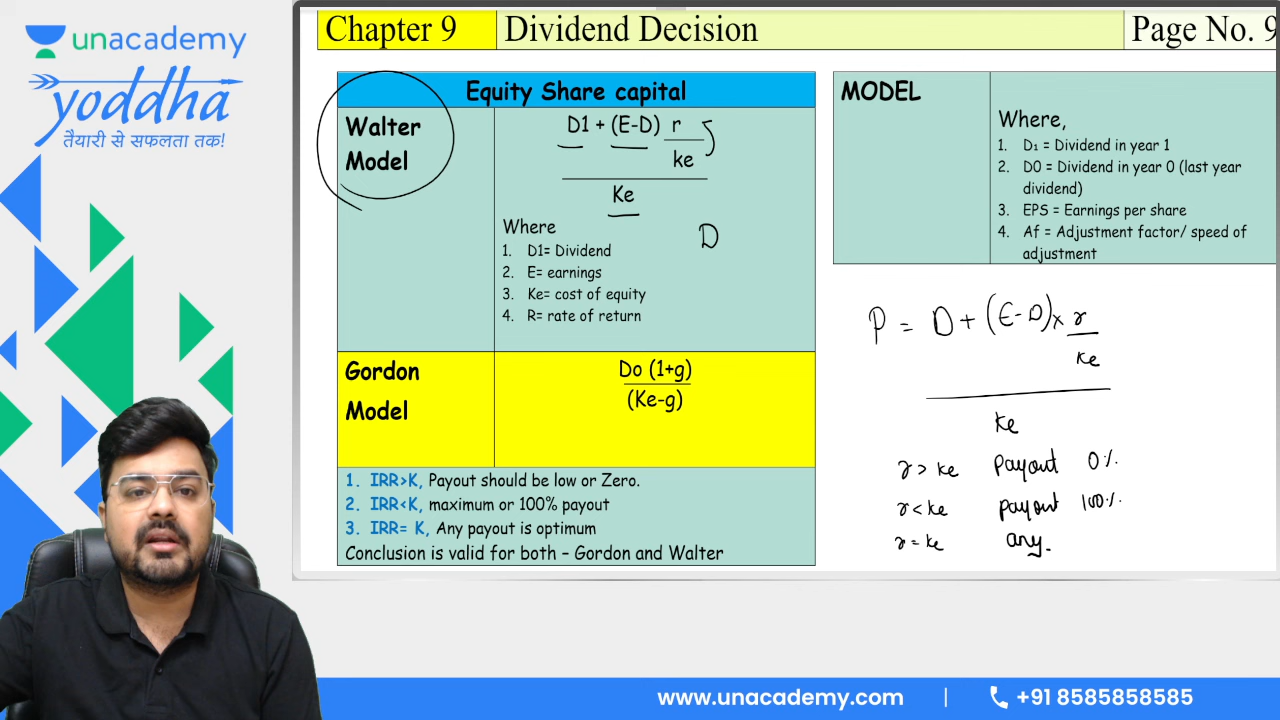 unacademy
yoddha
तैयारी से सफलता तक!
Chapter 9
Dividend Decision
Page No. 9
Equity Share capital
Walter
Model
D1 + (E-D) r
ke
Ke
D
Where
1. D1= Dividend
2. E= earnings
3. Ke= cost of equity
4. R= rate of return
Gordon
Model
Do (1+g)
(Ke-g)
1. IRR>K, Payout should be low or Zero.
2. IRR<K, maximum or 100% payout
3. IRR= K, Any payout is optimum
Conclusion is valid for both – Gordon and Walter
MODEL
Where,
1. D₁ = Dividend in year 1
2. D0 = Dividend in year 0 (last year
dividend)
3. EPS = Earnings per share
4. Af = Adjustment factor/ speed of
adjustment
P = D + (E-D) x r
ke
ke
r > ke payout 0%.
r < ke payout 100%.
r = ke any.
www.unacademy.com | +91 8585858585